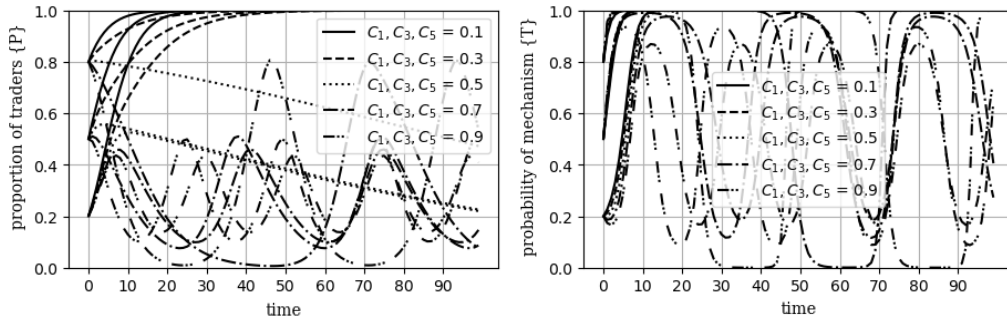 proportion of traders {P}
1.0
0.8
0.6
0.4
0.2
0.0
C1, C3, C5 = 0.1
C1, C3, C5 = 0.3
C1, C3, C5 = 0.5
C1, C3, C5 = 0.7
C1, C3, C5 = 0.9
0 10 20 30 40 50 60 70 80 90
time
probability of mechanism {T}
1.0
0.8
0.6
0.4
0.2
0.0
C1, C3, C5 = 0.1
C1, C3, C5 = 0.3
C1, C3, C5 = 0.5
C1, C3, C5 = 0.7
C1, C3, C5 = 0.9
0 10 20 30 40 50 60 70 80 90
time